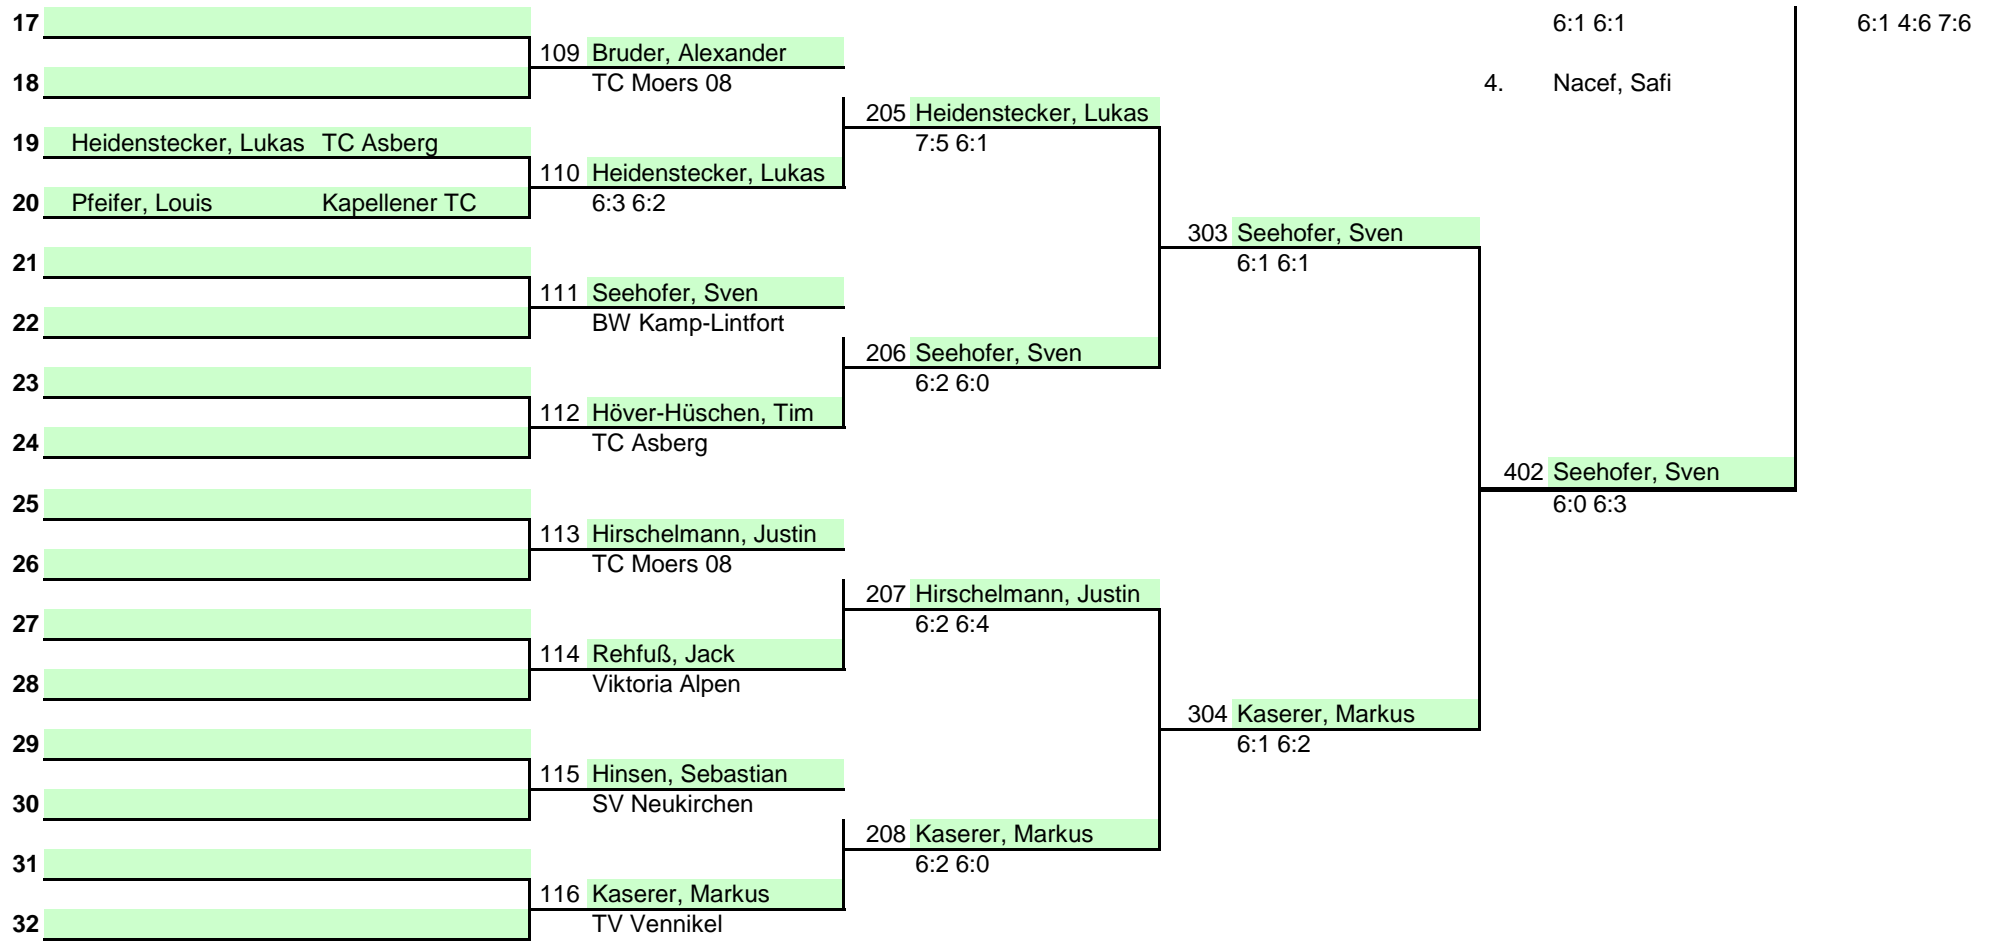 17 6:1 6:1 6:1 4:6 7:6
109 Bruder, Alexander
18 TC Moers 08 4. Nacef, Safi
205 Heidenstecker, Lukas
19 Heidenstecker, Lukas TC Asberg 7:5 6:1
110 Heidenstecker, Lukas
20 Pfeifer, Louis Kapellener TC 6:3 6:2
303 Seehofer, Sven
21 6:1 6:1
111 Seehofer, Sven
22 BW Kamp-Lintfort
206 Seehofer, Sven
23 6:2 6:0
112 Höver-Hüschen, Tim
24 TC Asberg
402 Seehofer, Sven
25 6:0 6:3
113 Hirschelmann, Justin
26 TC Moers 08
207 Hirschelmann, Justin
27 6:2 6:4
114 Rehfuß, Jack
28 Viktoria Alpen
304 Kaserer, Markus
29 6:1 6:2
115 Hinsen, Sebastian
30 SV Neukirchen
208 Kaserer, Markus
31 6:2 6:0
116 Kaserer, Markus
32 TV Vennikel